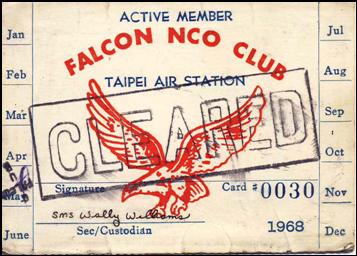 ACTIVE MEMBER
FALCON NCO CLUB
TAIPEI AIR STATION
CLEARED
Jan
Feb
Mar
Apr
May
June
Jul
Aug
Sep
Oct
Nov
Dec
Signature
Card #0030
SMS Wally Williams
Sec/Custodian
1968